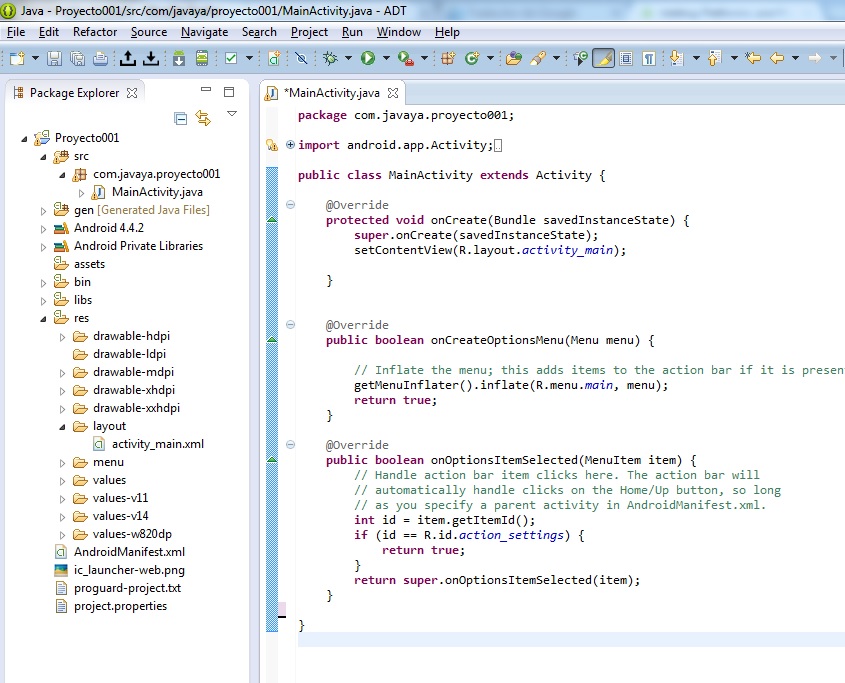 Java - Proyecto001/src/com/javaya/proyecto001/MainActivity.java - ADT
File Edit Refactor Source Navigate Search Project Run Window Help
Package Explorer
Proyecto001
src
com.javaya.proyecto001
MainActivity.java
gen [Generated Java Files]
Android 4.4.2
Android Private Libraries
assets
bin
libs
res
drawable-hdpi
drawable-ldpi
drawable-mdpi
drawable-xhdpi
drawable-xxhdpi
layout
activity_main.xml
menu
values
values-v11
values-v14
values-w820dp
AndroidManifest.xml
ic_launcher-web.png
proguard-project.txt
project.properties
*MainActivity.java
package com.javaya.proyecto001;
import android.app.Activity;
public class MainActivity extends Activity {
@Override
protected void onCreate(Bundle savedInstanceState) {
super.onCreate(savedInstanceState);
setContentView(R.layout.activity_main);
}
@Override
public boolean onCreateOptionsMenu(Menu menu) {
// Inflate the menu; this adds items to the action bar if it is presen
getMenuInflater().inflate(R.menu.main, menu);
return true;
}
@Override
public boolean onOptionsItemSelected(MenuItem item) {
// Handle action bar item clicks here. The action bar will
// automatically handle clicks on the Home/Up button, so long
// as you specify a parent activity in AndroidManifest.xml.
int id = item.getItemId();
if (id == R.id.action_settings) {
return true;
}
return super.onOptionsItemSelected(item);
}
}